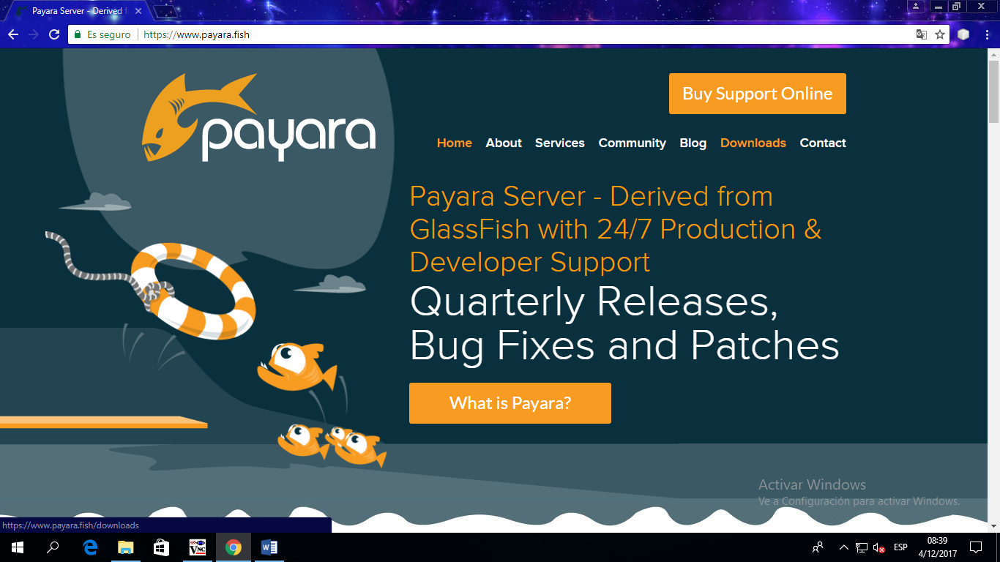 Payara Server - Derived f
Es seguro
https://www.payara.fish
payara
Buy Support Online
Home About Services Community Blog Downloads Contact
Payara Server - Derived from
GlassFish with 24/7 Production &
Developer Support
Quarterly Releases,
Bug Fixes and Patches
What is Payara?
Activar Windows
Ve a Configuración para activar Windows.
https://www.payara.fish/downloads
VNC
W
ESP
08:39
4/12/2017